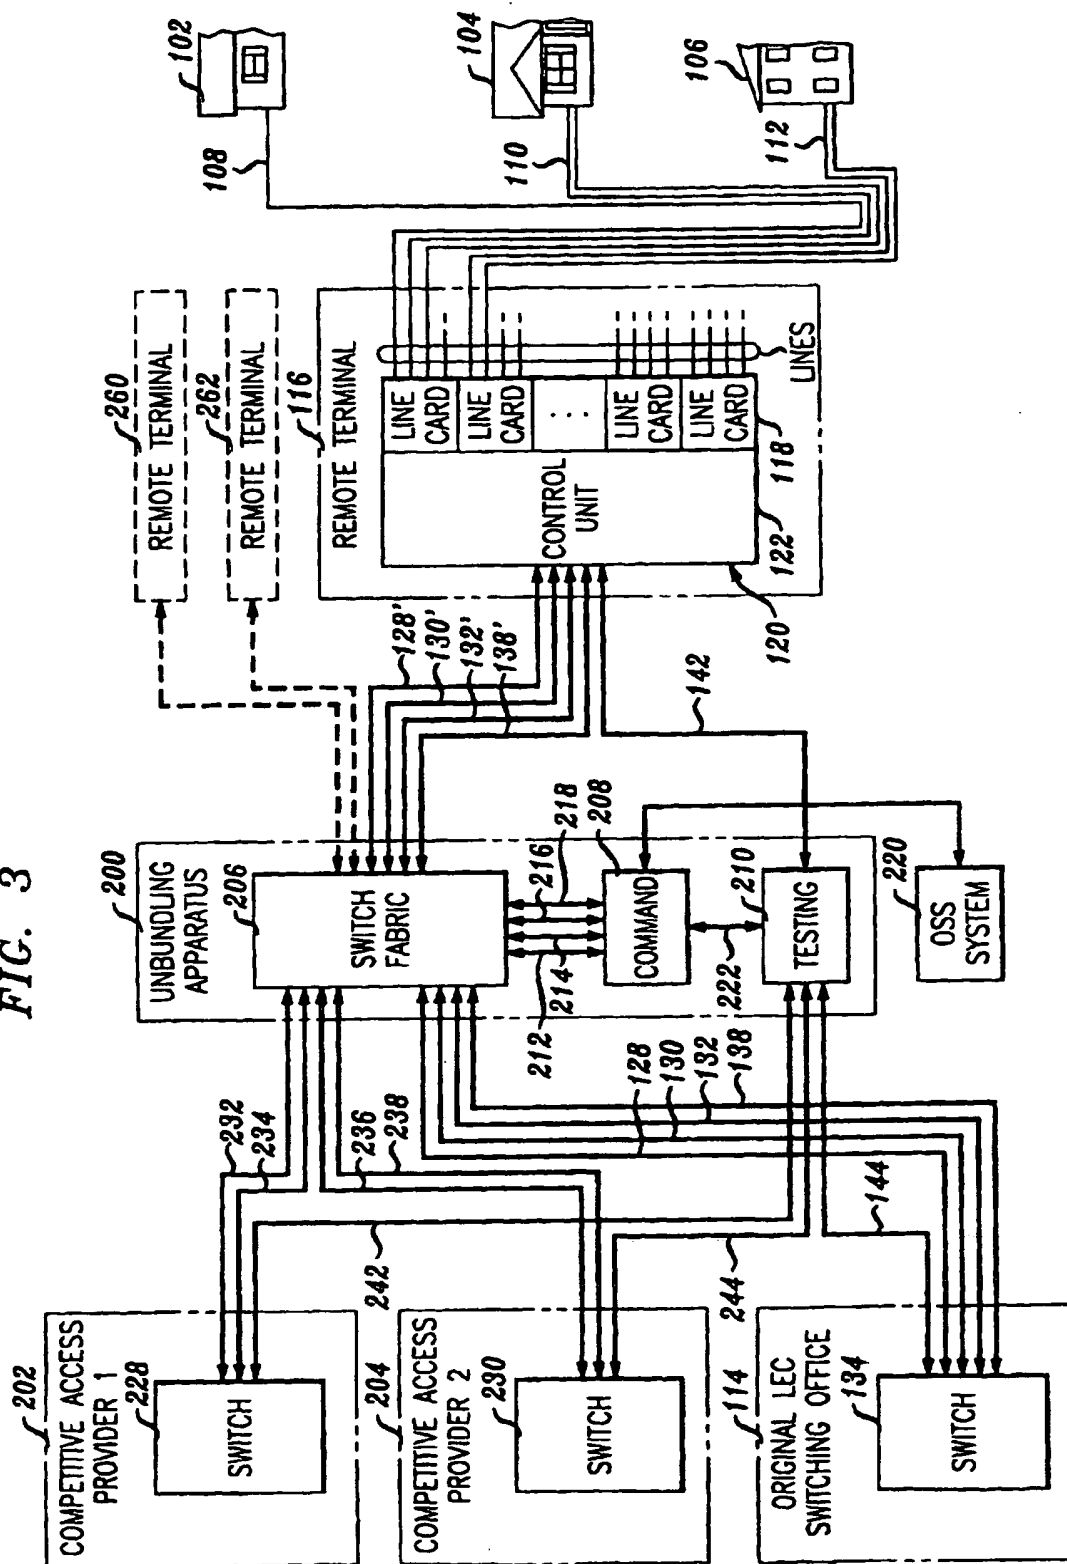 FIG. 3
202
COMPETITIVE ACCESS
PROVIDER 1
228
SWITCH
204
COMPETITIVE ACCESS
PROVIDER 2
230
SWITCH
114
ORIGINAL LEC
SWITCHING OFFICE
134
SWITCH
232
234
236
238
242
244
144
128
130
132
138
200
UNBUNDLING
APPARATUS
206
SWITCH
FABRIC
212
214
216
218
208
COMMAND
222
210
TESTING
220
OSS
SYSTEM
128'
130'
132'
138'
142
260
REMOTE TERMINAL
262
REMOTE TERMINAL
116
REMOTE TERMINAL
CONTROL
UNIT
LINE
CARD
LINE
CARD
LINE
CARD
LINE
CARD
120
122
118
LINES
108
102
110
104
112
106